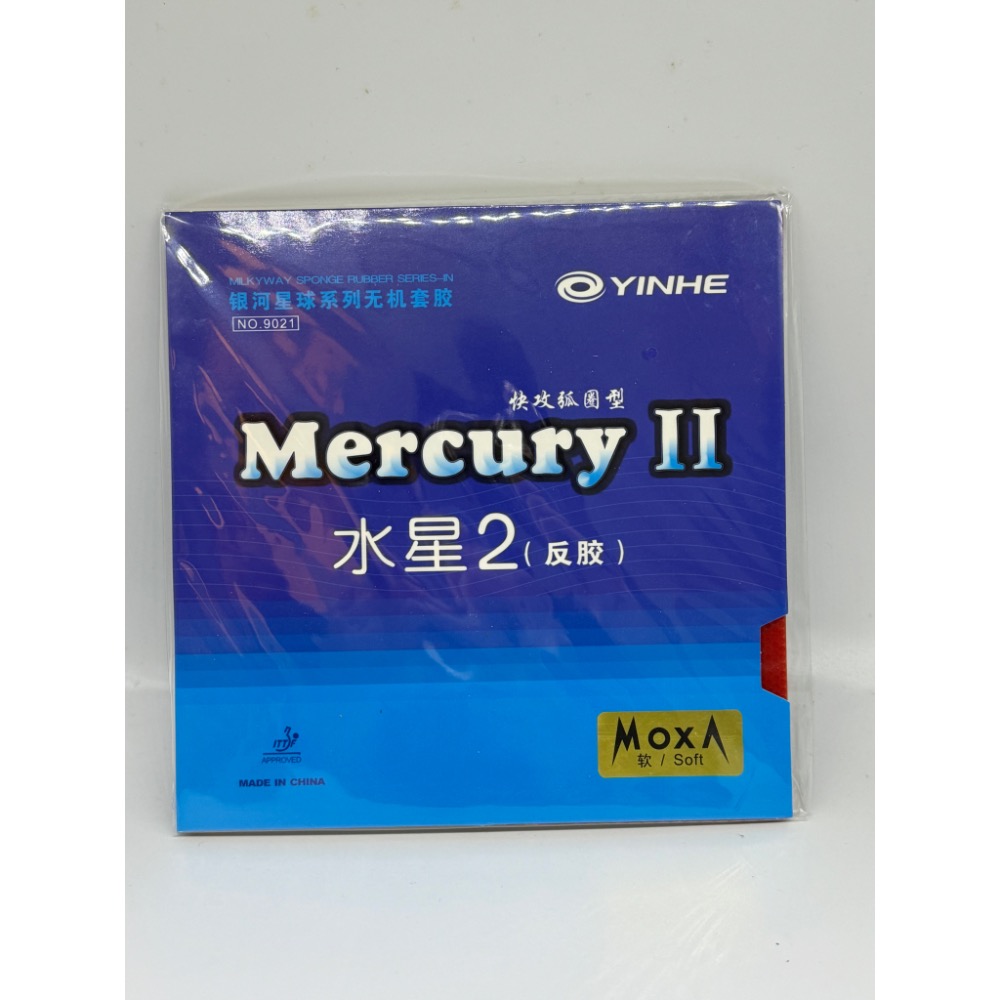 MILKYWAY SPONGE RUBBER SERIES-IN
银河星球系列无机套胶
NO.9021
YINHE
快攻弧圈型
Mercury II
水星2(反胶)
ITTF
APPROVED
MADE IN CHINA
MOXA
软 / Soft